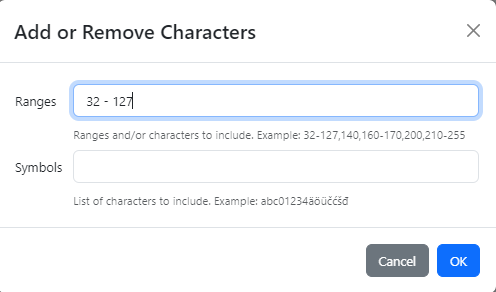 Add or Remove Characters
Ranges
32 - 127
Ranges and/or characters to include. Example: 32-127,140,160-170,200,210-255
Symbols
List of characters to include. Example: abc01234äöüčćšđ
Cancel
OK